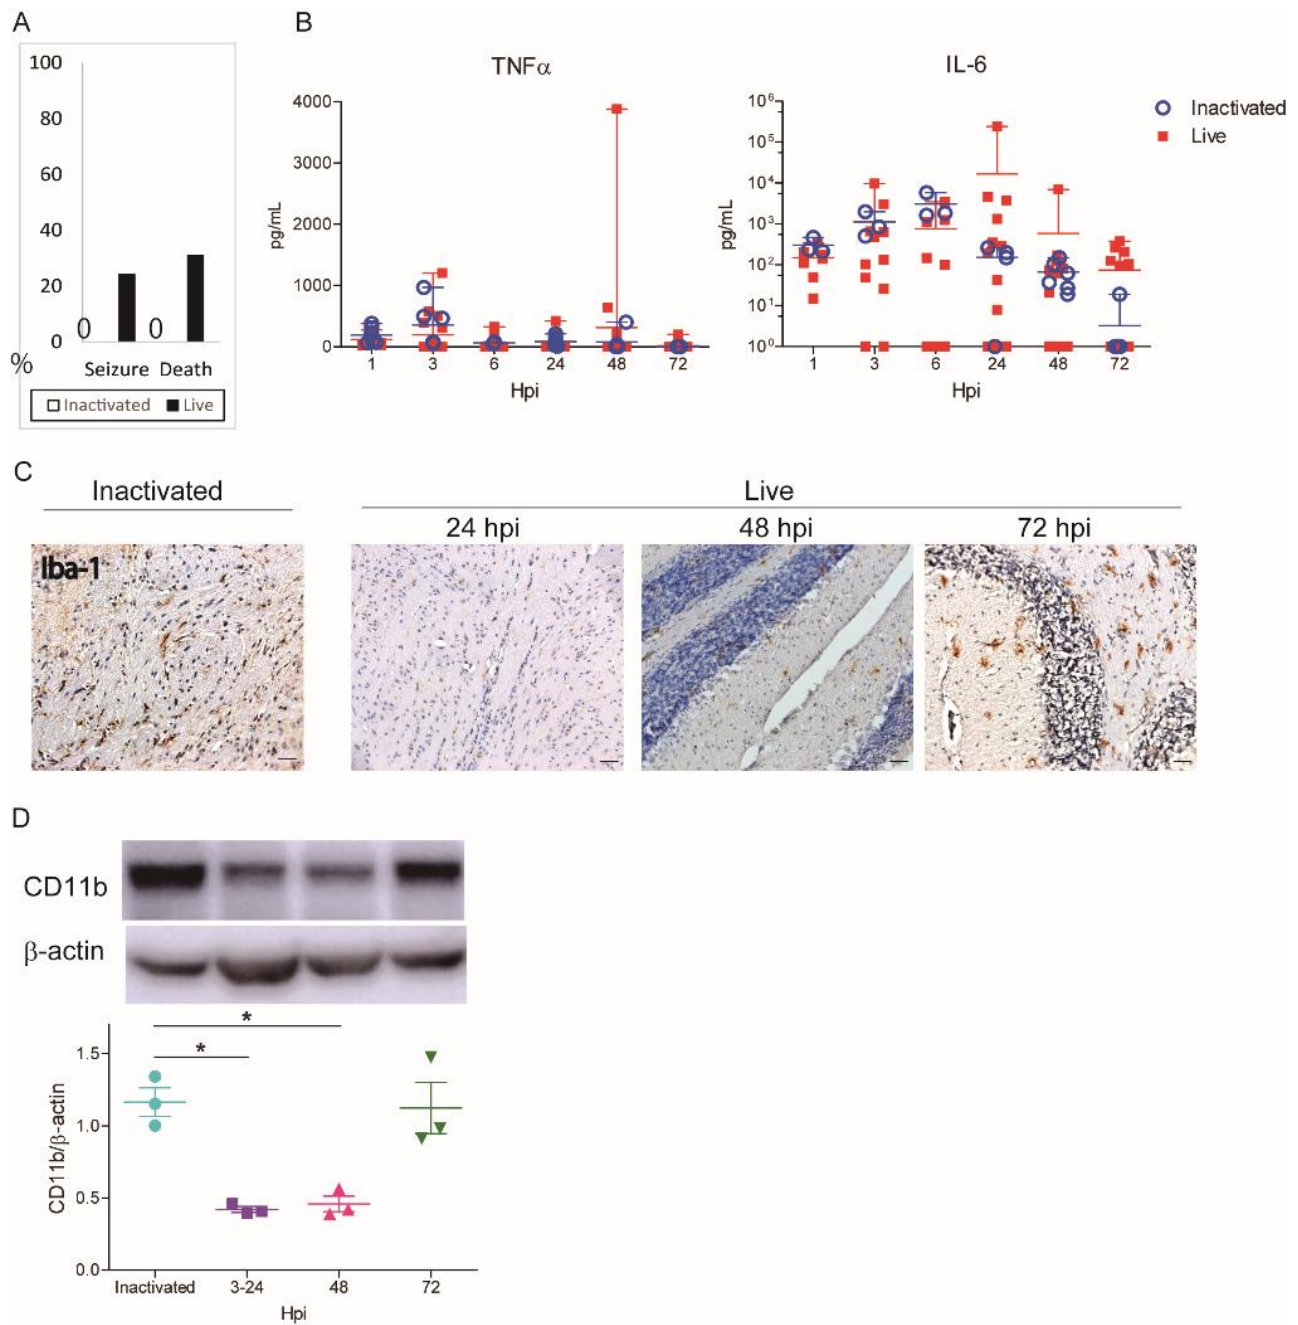 A
100
80
60
40
20
0
0
0
%
Seizure Death
Inactivated Live
B
TNFα
4000
3000
2000
1000
0
pg/mL
1 3 6 24 48 72
Hpi
IL-6
10⁶
10⁵
10⁴
10³
10²
10¹
10⁰
pg/mL
1 3 6 24 48 72
Hpi
Inactivated
Live
C
Inactivated
Live
24 hpi 48 hpi 72 hpi
Iba-1
D
CD11b
β-actin
*
*
1.5
1.0
0.5
0.0
CD11b/β-actin
Inactivated 3-24 48 72
Hpi